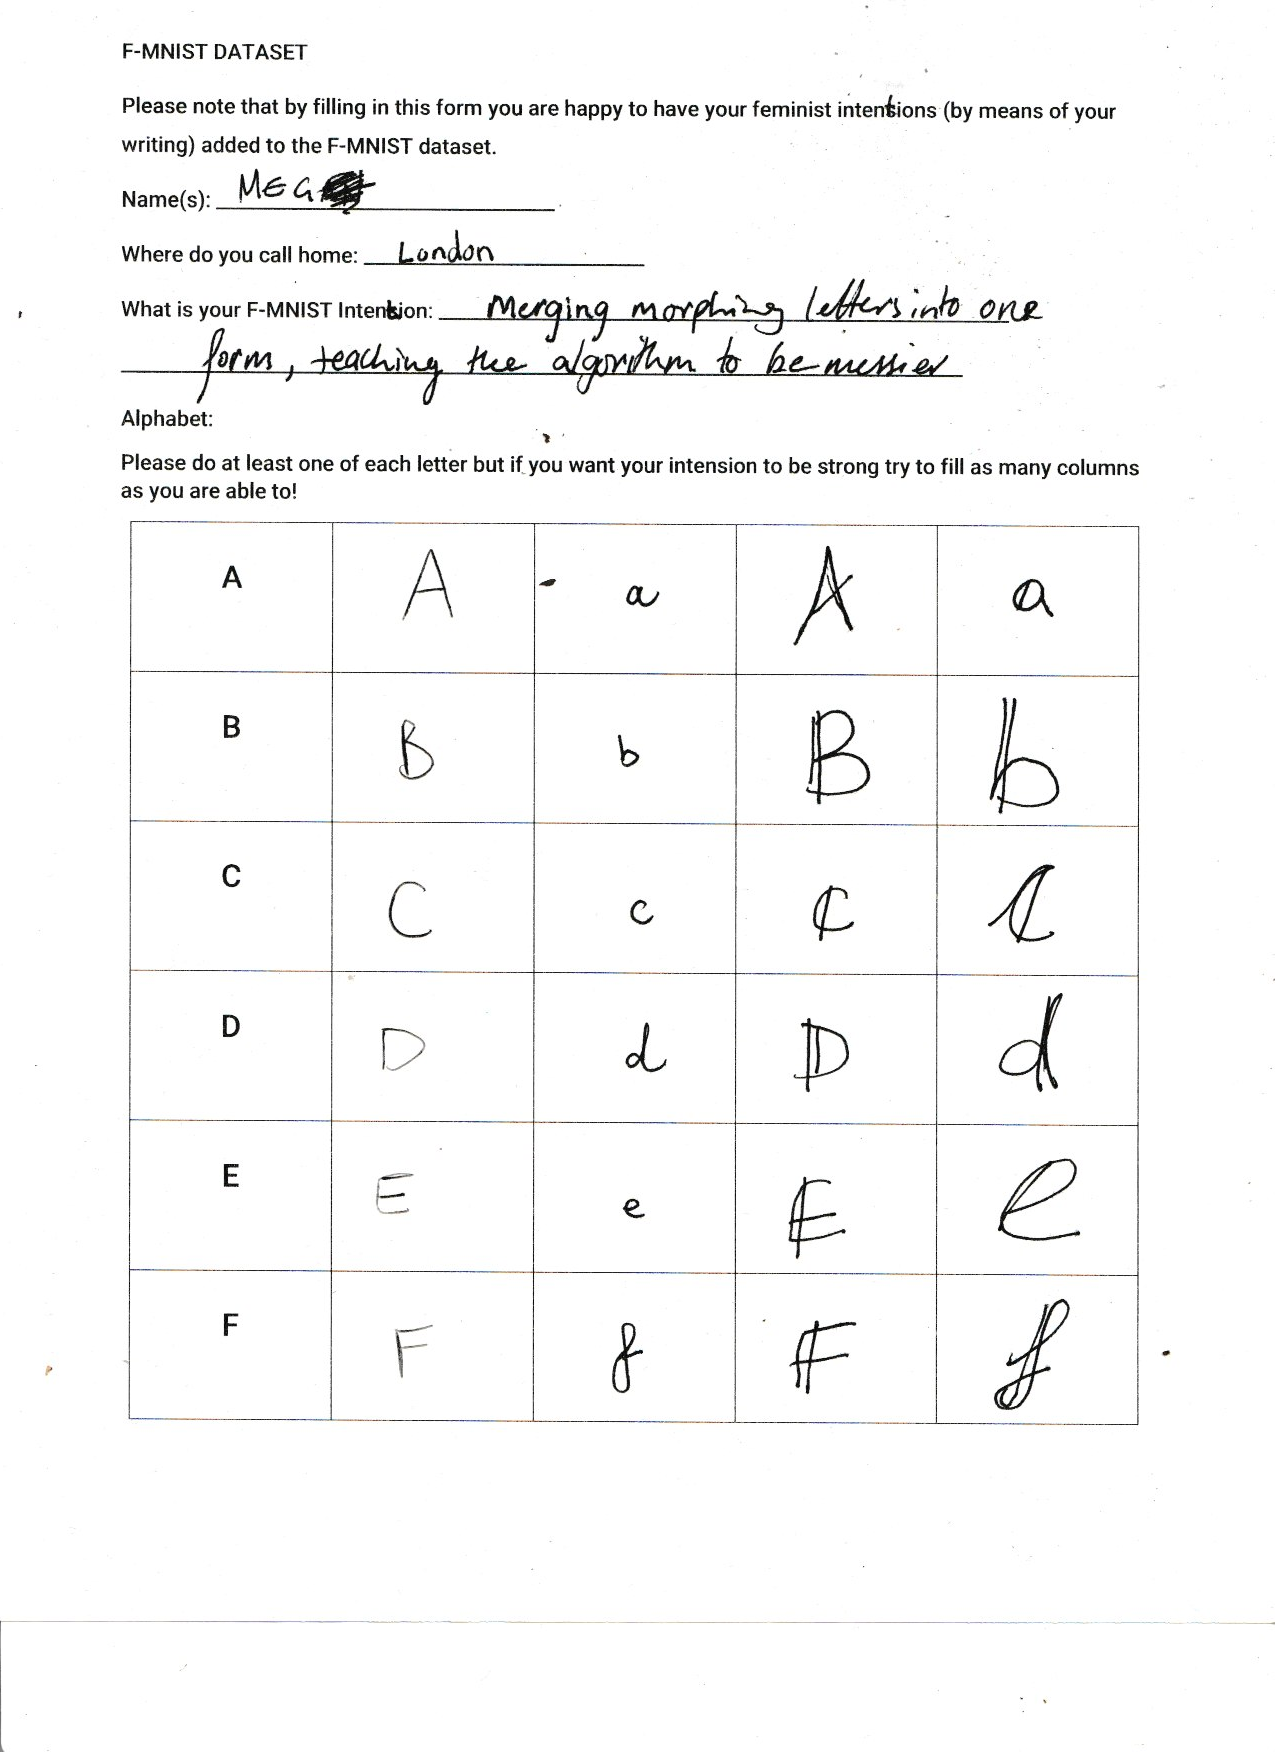 F-MNIST DATASET
Please note that by filling in this form you are happy to have your feminist intentions (by means of your
writing) added to the F-MNIST dataset.
Name(s): MEG
Where do you call home: London
What is your F-MNIST Intention: Merging morphing letters into one
form, teaching the algorithm to be messier
Alphabet:
Please do at least one of each letter but if you want your intension to be strong try to fill as many columns
as you are able to!
A A a A a
B B b B b
C C c C c
D D d D d
E E e E e
F F f F f